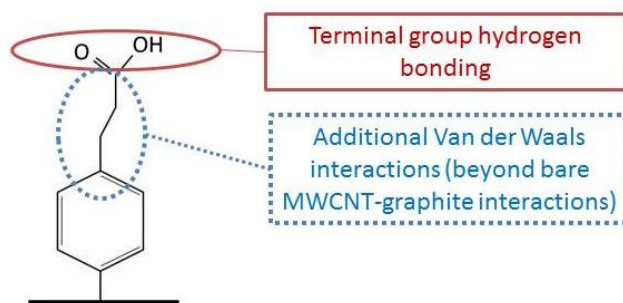 O OH
Terminal group hydrogen
bonding
Additional Van der Waals
interactions (beyond bare
MWCNT-graphite interactions)